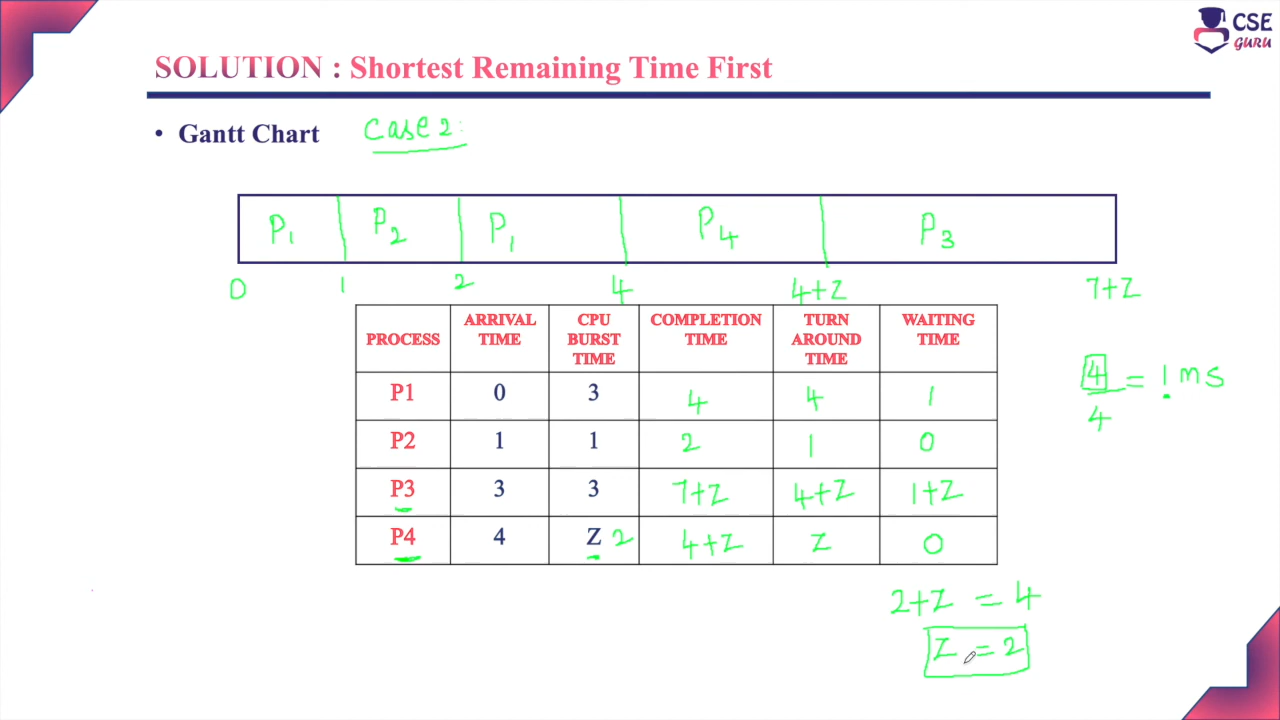 CSE
GURU
SOLUTION : Shortest Remaining Time First
• Gantt Chart Case 2:
P1 P2 P1 P4 P3
0 1 2 4 4+Z 7+Z
PROCESS ARRIVAL TIME CPU BURST TIME COMPLETION TIME TURN AROUND TIME WAITING TIME
P1 0 3 4 4 1
P2 1 1 2 1 0
P3 3 3 7+Z 4+Z 1+Z
P4 4 Z 2 4+Z Z 0
4/4 = 1ms
2+Z = 4
Z = 2